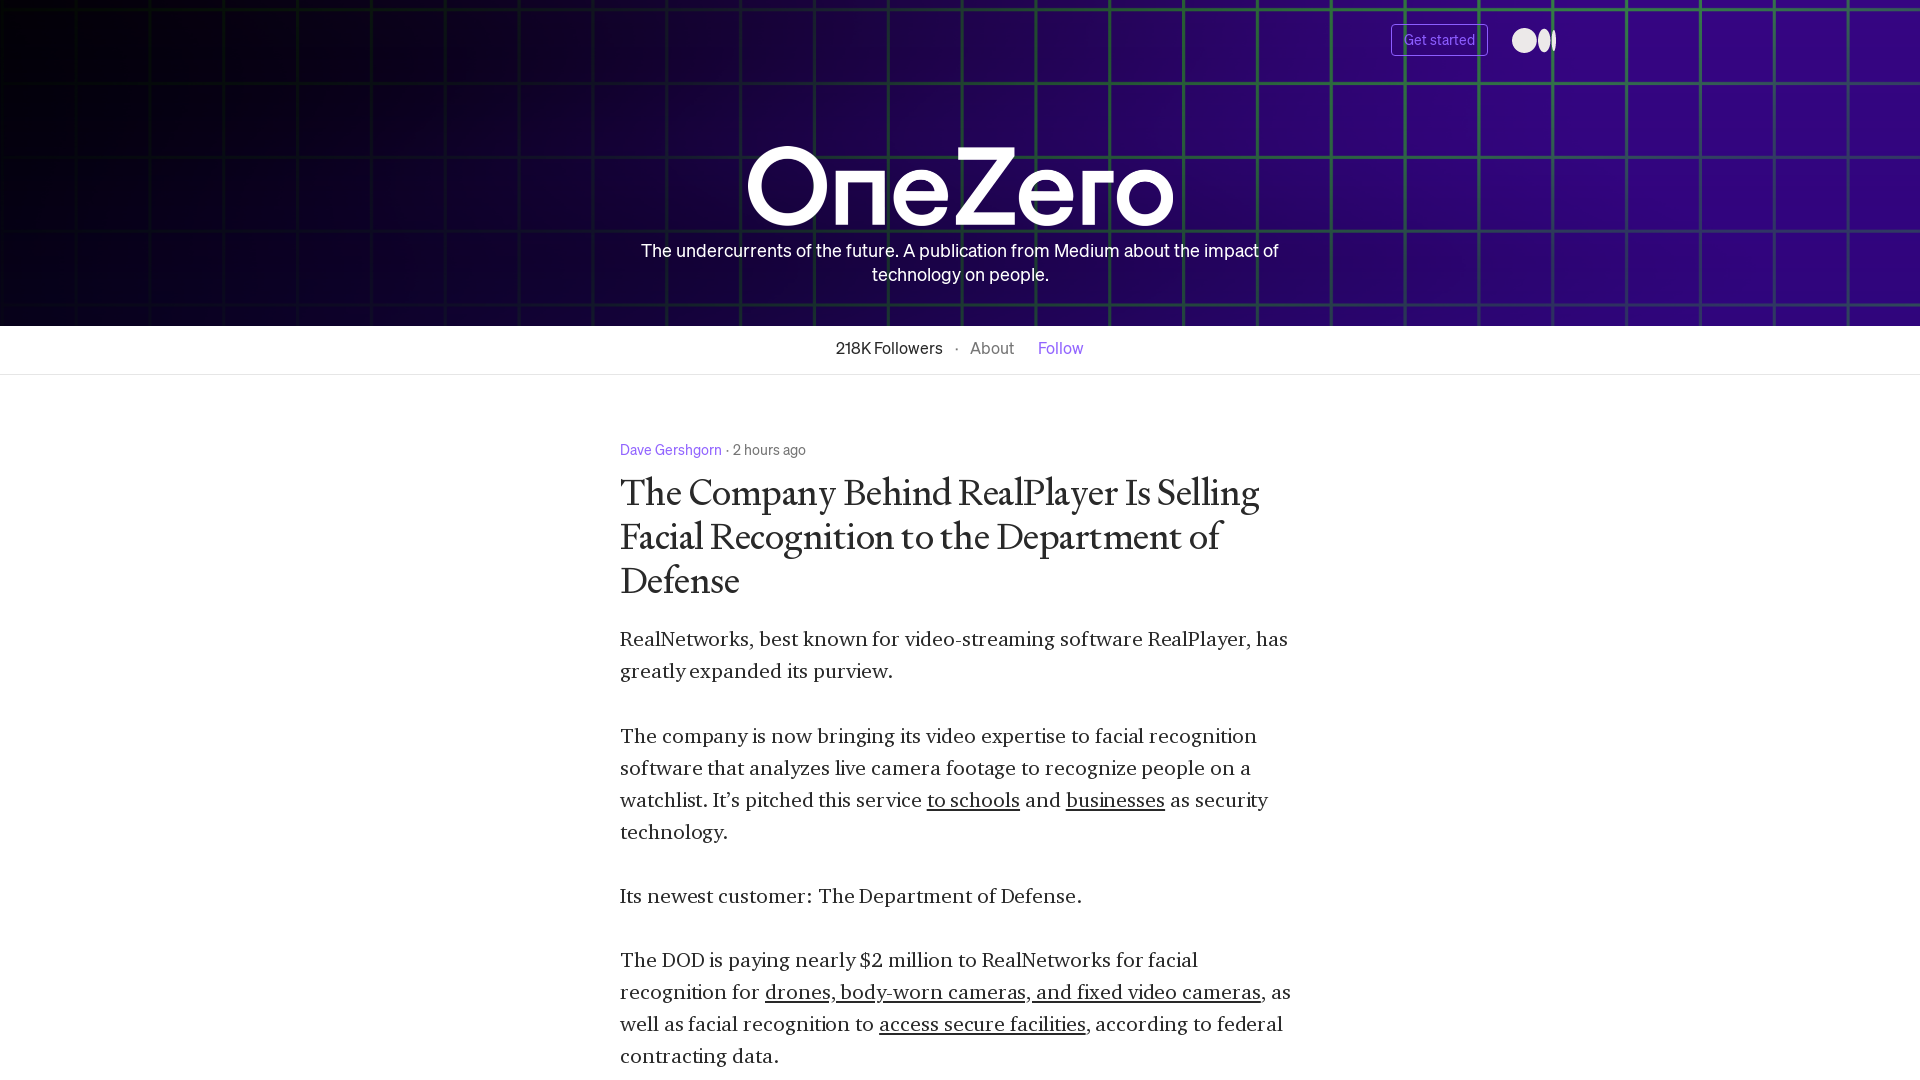 Get started
OneZero
The undercurrents of the future. A publication from Medium about the impact of
technology on people.
218K Followers · About Follow
Dave Gershgorn · 2 hours ago
The Company Behind RealPlayer Is Selling
Facial Recognition to the Department of
Defense
RealNetworks, best known for video-streaming software RealPlayer, has
greatly expanded its purview.
The company is now bringing its video expertise to facial recognition
software that analyzes live camera footage to recognize people on a
watchlist. It’s pitched this service to schools and businesses as security
technology.
Its newest customer: The Department of Defense.
The DOD is paying nearly $2 million to RealNetworks for facial
recognition for drones, body-worn cameras, and fixed video cameras, as
well as facial recognition to access secure facilities, according to federal
contracting data.